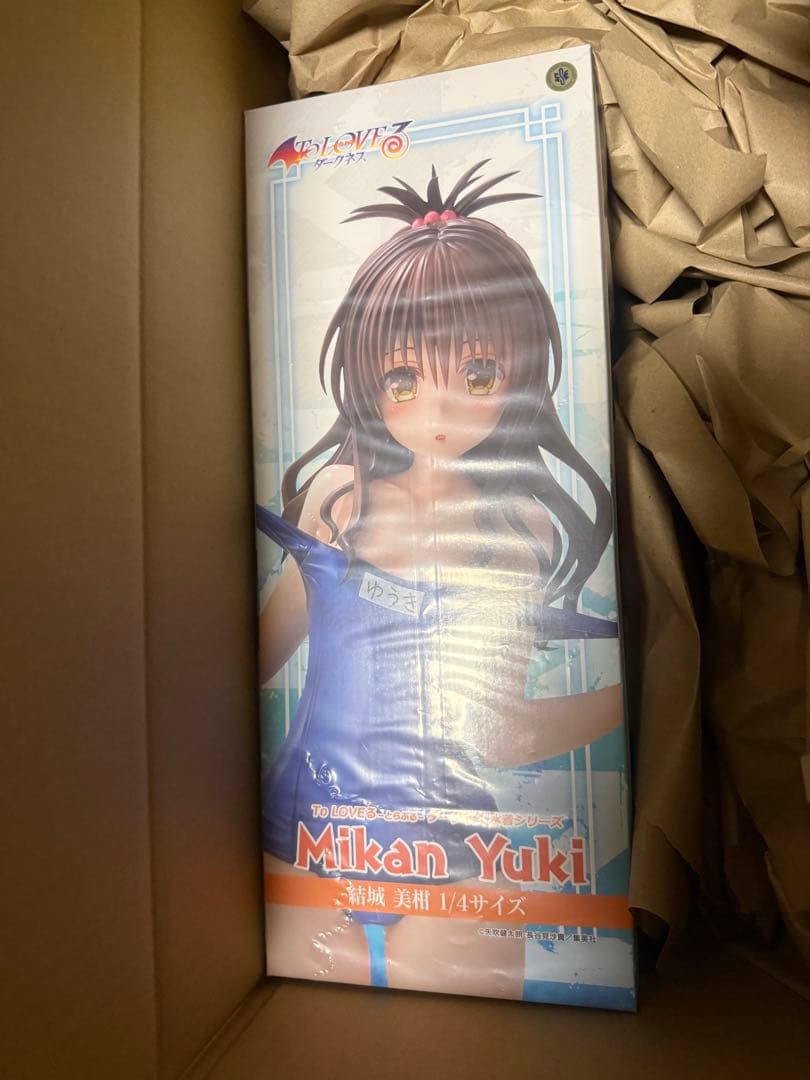 To LOVEる
ダークネス
ゆうき
To LOVEる -とらぶる- ダ 水着シリーズ
Mikan Yuki
結城 美柑 1/4サイズ
©矢吹健太朗・長谷見沙貴／集英社